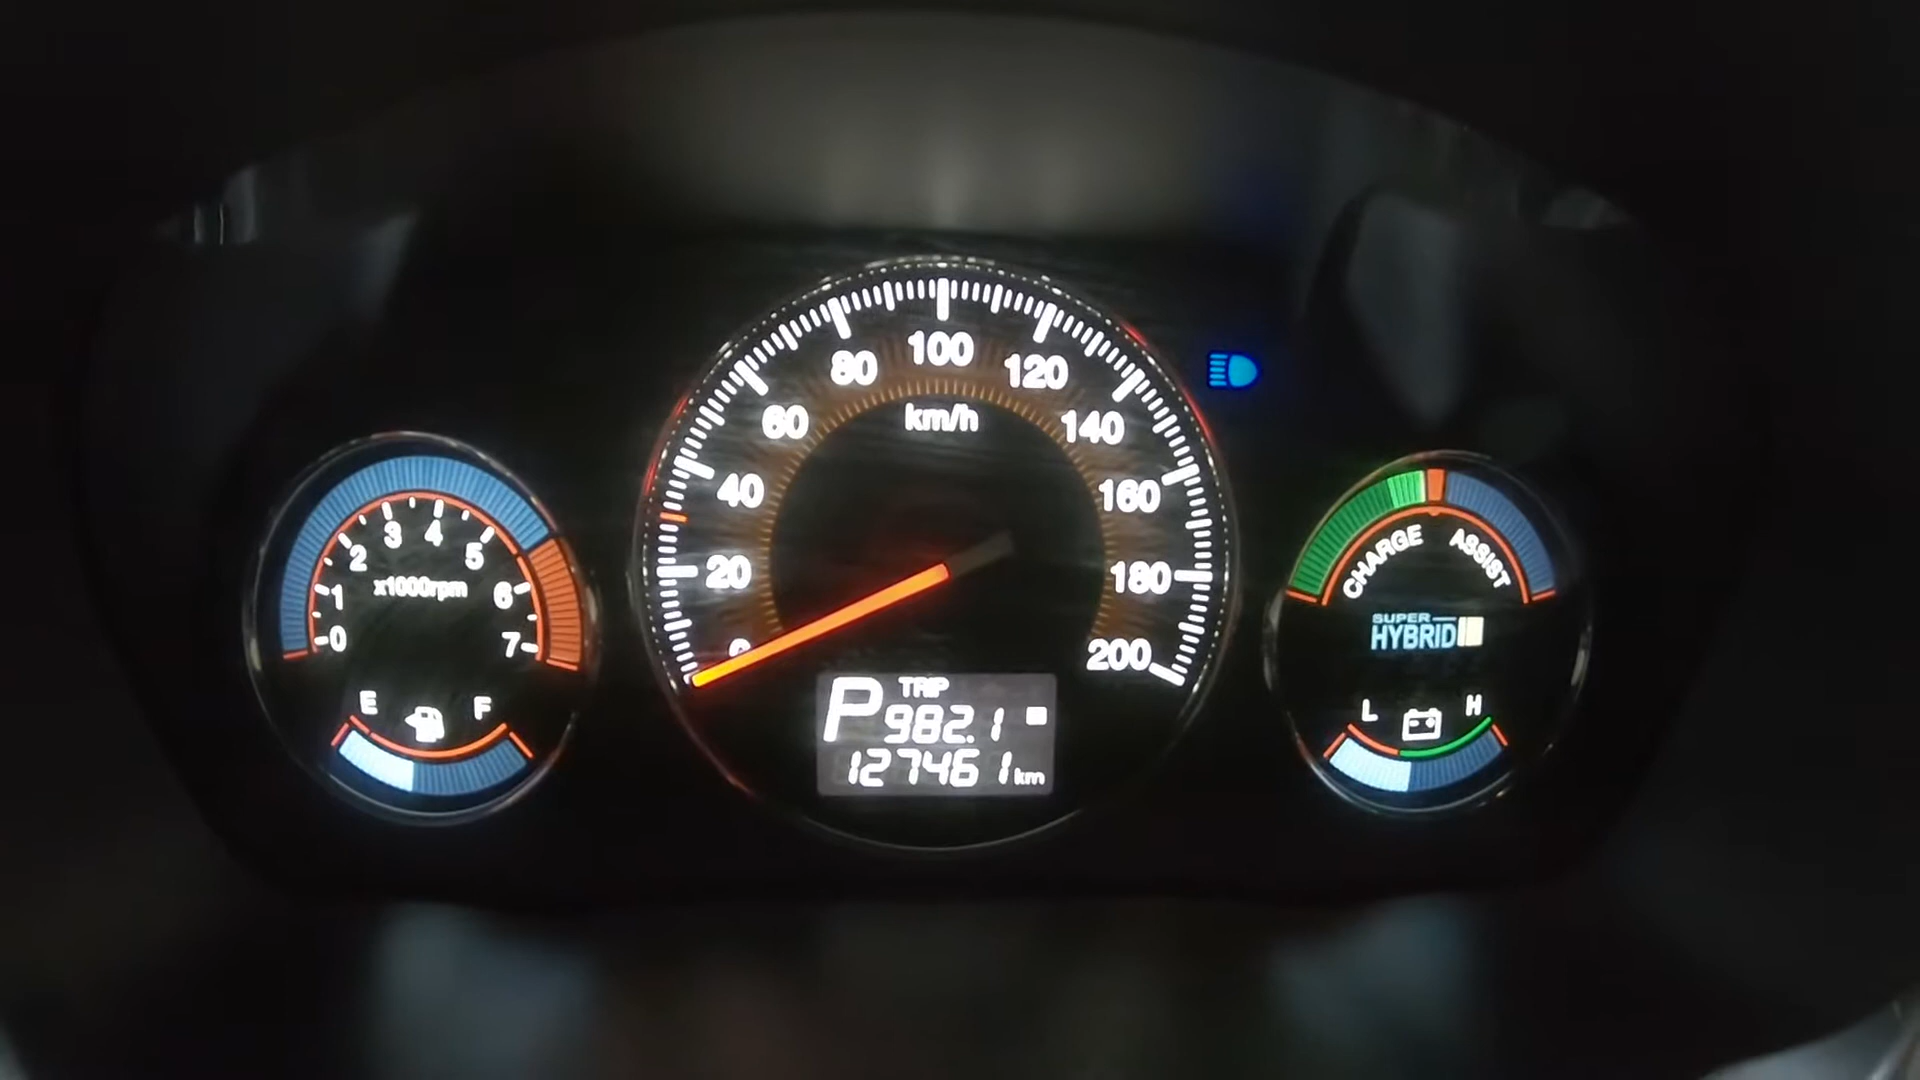 0 1 2 3 4 5 6 7
x1000rpm
E F
0 20 40 60 80 100 120 140 160 180 200
km/h
P TRIP
982.1
127461 km
CHARGE ASSIST
SUPER
HYBRID
L H